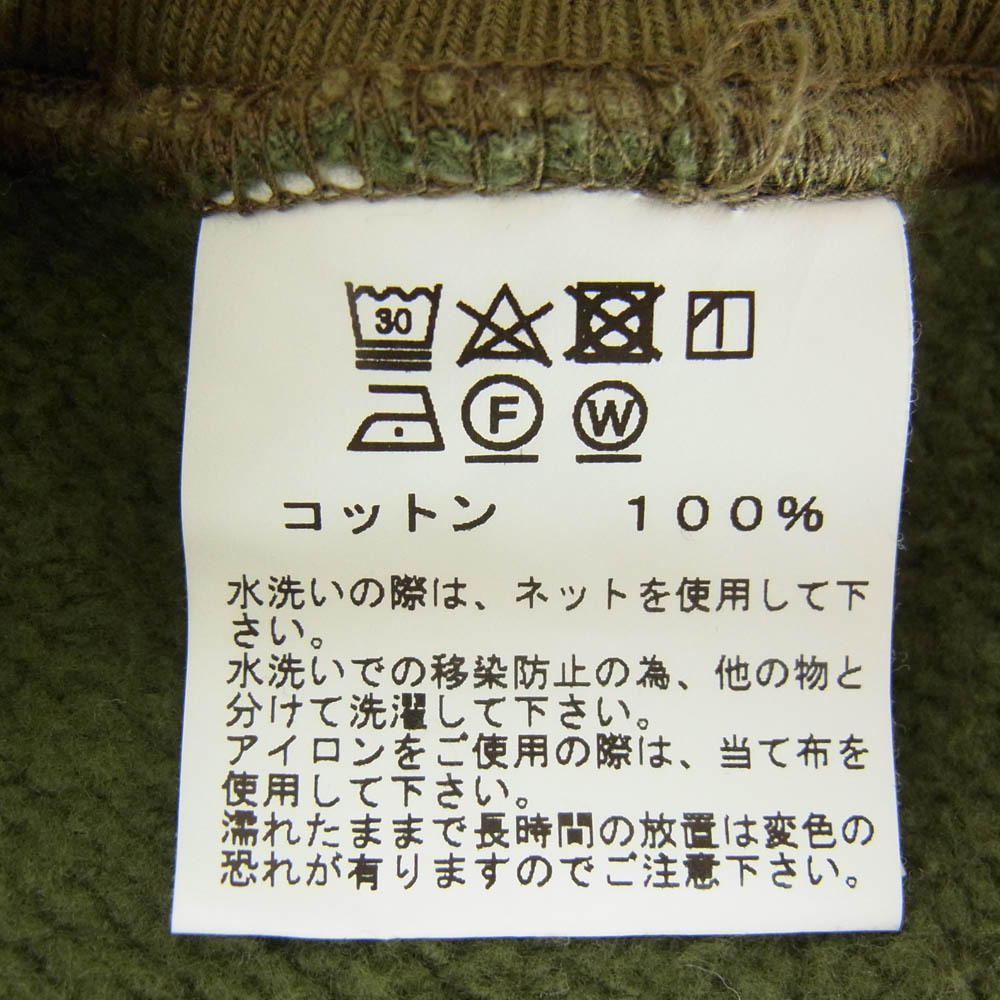 30
F W
コットン 100%
水洗いの際は、ネットを使用して下
さい。
水洗いでの移染防止の為、他の物と
分けて洗濯して下さい。
アイロンをご使用の際は、当て布を
使用して下さい。
濡れたままで長時間の放置は変色の
恐れが有りますのでご注意下さい。